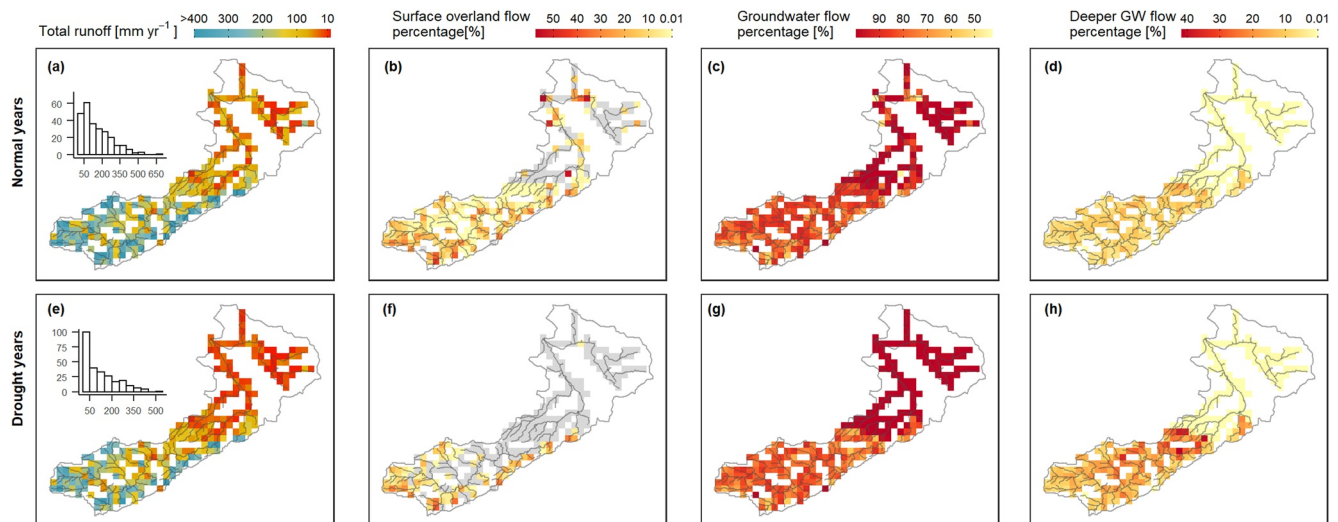 Total runoff [mm yr⁻¹]
>400 300 200 100 10
Surface overland flow
percentage[%]
50 40 30 20 10 0.01
Groundwater flow
percentage [%]
90 80 70 60 50
Deeper GW flow
percentage [%]
40 30 20 10 0.01
Normal years
(a)
60
40
20
0
50 200 350 500 650
(b)
(c)
(d)
Drought years
(e)
100
75
50
25
0
50 200 350 500
(f)
(g)
(h)